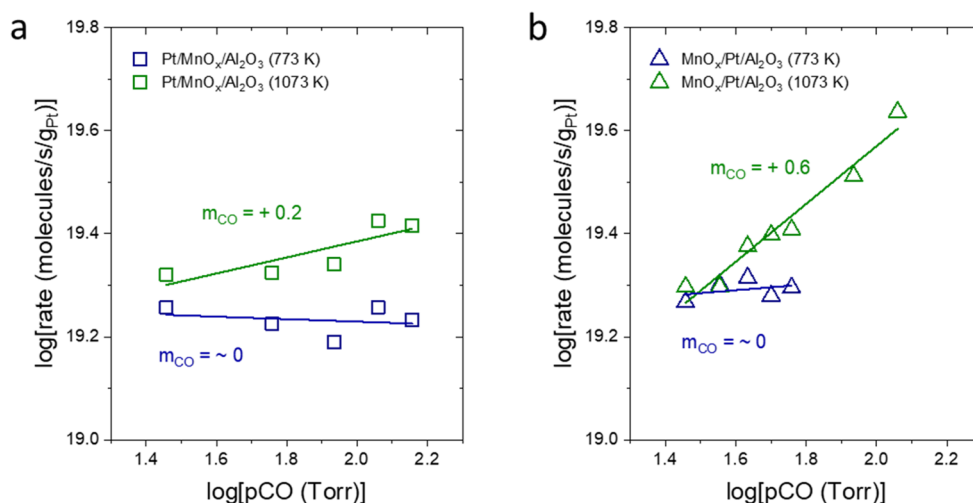 a
Pt/MnOx/Al2O3 (773 K)
Pt/MnOx/Al2O3 (1073 K)
mCO = + 0.2
mCO = ~ 0
19.8
19.6
19.4
19.2
19.0
1.4
1.6
1.8
2.0
2.2
log[rate (molecules/s/gPt)]
log[pCO (Torr)]
b
MnOx/Pt/Al2O3 (773 K)
MnOx/Pt/Al2O3 (1073 K)
mCO = + 0.6
mCO = ~ 0
19.8
19.6
19.4
19.2
19.0
1.4
1.6
1.8
2.0
2.2
log[rate (molecules/s/gPt)]
log[pCO (Torr)]